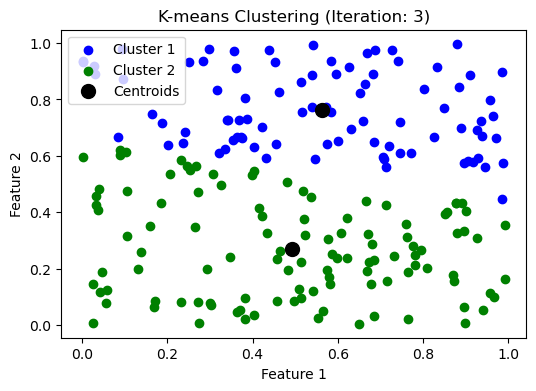 K-means Clustering (Iteration: 3)
Cluster 1
Cluster 2
Centroids
Feature 2
1.0
0.8
0.6
0.4
0.2
0.0
0.0 0.2 0.4 0.6 0.8 1.0
Feature 1